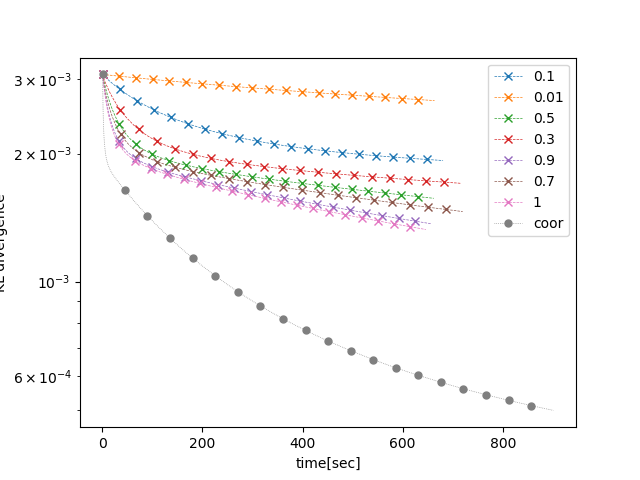 3 × 10⁻³
2 × 10⁻³
10⁻³
6 × 10⁻⁴
KL divergence
0 200 400 600 800
time[sec]
0.1
0.01
0.5
0.3
0.9
0.7
1
coor